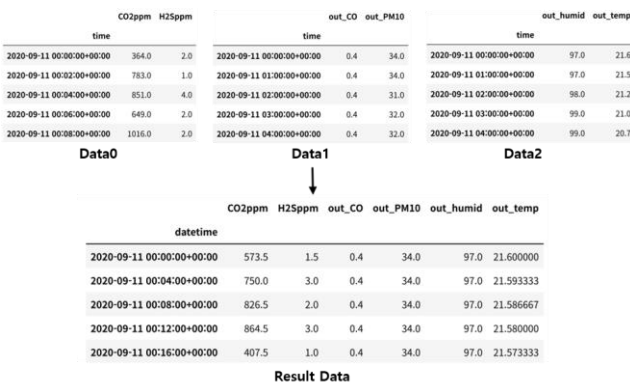 CO2ppm H2Sppm
time
2020-09-11 00:00:00+00:00 364.0 2.0
2020-09-11 00:02:00+00:00 783.0 1.0
2020-09-11 00:04:00+00:00 851.0 4.0
2020-09-11 00:06:00+00:00 649.0 2.0
2020-09-11 00:08:00+00:00 1016.0 2.0
Data0
out_CO out_PM10
time
2020-09-11 00:00:00+00:00 0.4 34.0
2020-09-11 01:00:00+00:00 0.4 34.0
2020-09-11 02:00:00+00:00 0.4 31.0
2020-09-11 03:00:00+00:00 0.4 32.0
2020-09-11 04:00:00+00:00 0.4 32.0
Data1
out_humid out_temp
time
2020-09-11 00:00:00+00:00 97.0 21.6
2020-09-11 01:00:00+00:00 97.0 21.5
2020-09-11 02:00:00+00:00 98.0 21.2
2020-09-11 03:00:00+00:00 99.0 21.0
2020-09-11 04:00:00+00:00 99.0 20.7
Data2
CO2ppm H2Sppm out_CO out_PM10 out_humid out_temp
datetime
2020-09-11 00:00:00+00:00 573.5 1.5 0.4 34.0 97.0 21.600000
2020-09-11 00:04:00+00:00 750.0 3.0 0.4 34.0 97.0 21.593333
2020-09-11 00:08:00+00:00 826.5 2.0 0.4 34.0 97.0 21.586667
2020-09-11 00:12:00+00:00 864.5 3.0 0.4 34.0 97.0 21.580000
2020-09-11 00:16:00+00:00 407.5 1.0 0.4 34.0 97.0 21.573333
Result Data